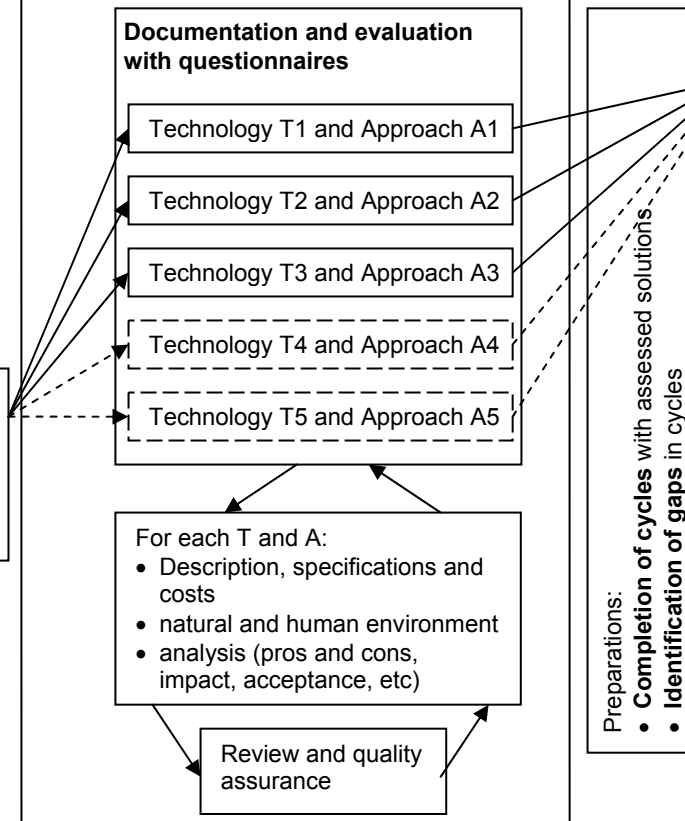 Documentation and evaluation
with questionnaires
Technology T1 and Approach A1
Technology T2 and Approach A2
Technology T3 and Approach A3
Technology T4 and Approach A4
Technology T5 and Approach A5
For each T and A:
• Description, specifications and
costs
• natural and human environment
• analysis (pros and cons,
impact, acceptance, etc)
Review and quality
assurance
Preparations:
• Completion of cycles with assessed solutions
• Identification of gaps in cycles